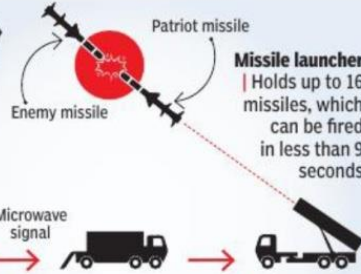 Patriot missile
Enemy missile
Missile launcher
| Holds up to 16
missiles, which
can be fired
in less than 9
seconds
Microwave
signal